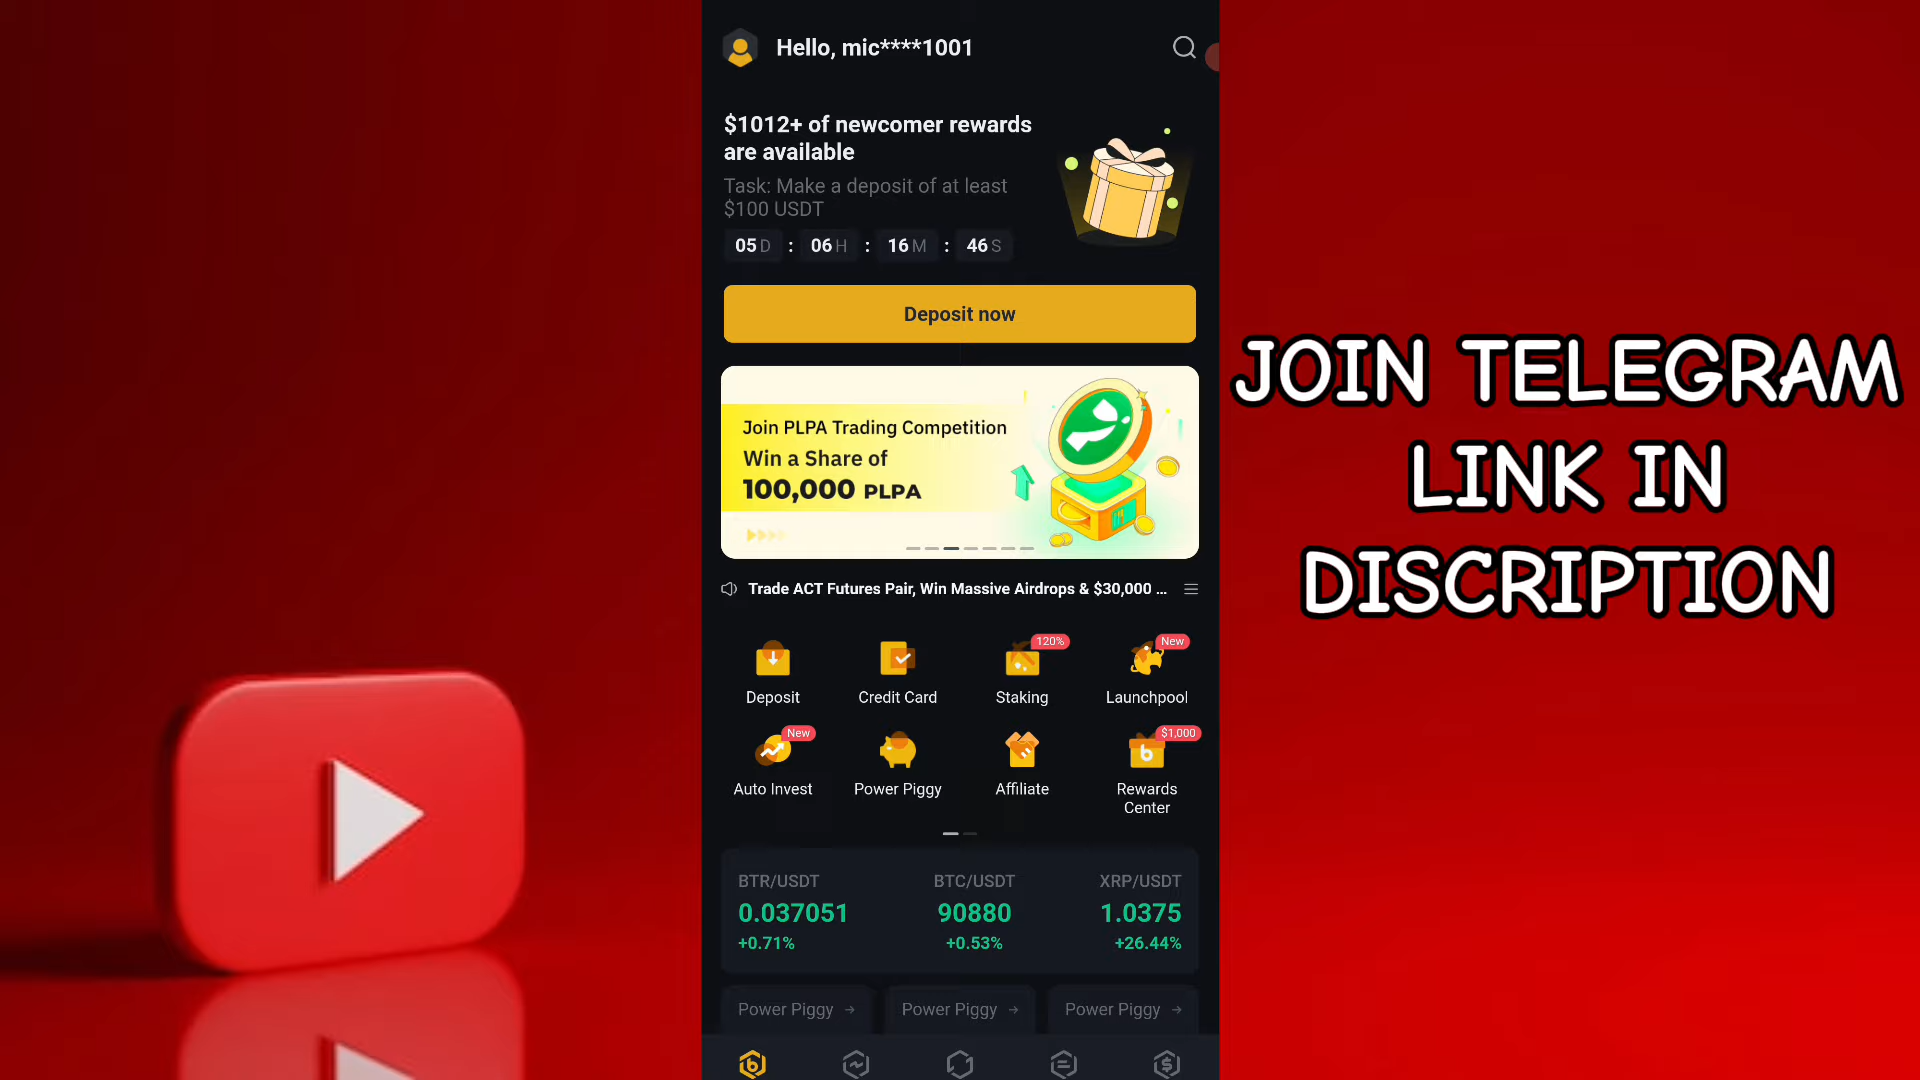 Hello, mic****1001
$1012+ of newcomer rewards
are available
Task: Make a deposit of at least
$100 USDT
05 D : 06 H : 16 M : 46 S
Deposit now
Join PLPA Trading Competition
Win a Share of
100,000 PLPA
Trade ACT Futures Pair, Win Massive Airdrops & $30,000 ...
120%
New
Deposit
Credit Card
Staking
Launchpool
New
$1,000
Auto Invest
Power Piggy
Affiliate
Rewards
Center
BTR/USDT
BTC/USDT
XRP/USDT
0.037051
90880
1.0375
+0.71%
+0.53%
+26.44%
Power Piggy →
Power Piggy →
Power Piggy →
JOIN TELEGRAM
LINK IN
DISCRIPTION